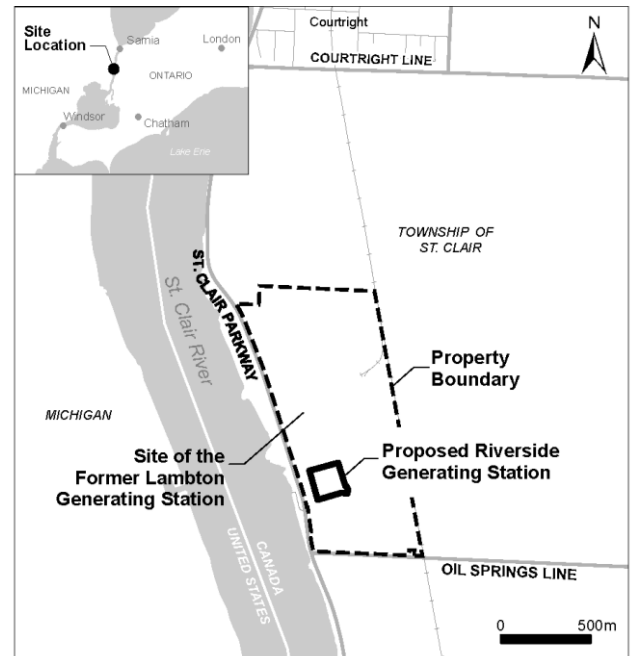 Site
Location
Sarnia
London
MICHIGAN
ONTARIO
Windsor
Chatham
Lake Erie
Courtright
COURTRIGHT LINE
N
TOWNSHIP OF
ST. CLAIR
ST. CLAIR PARKWAY
St. Clair River
Property
Boundary
MICHIGAN
Site of the
Former Lambton
Generating Station
Proposed Riverside
Generating Station
CANADA
UNITED STATES
OIL SPRINGS LINE
0 500m